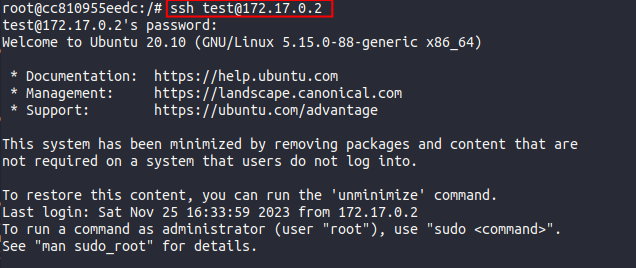 root@cc810955eedc:/# ssh test@172.17.0.2
test@172.17.0.2's password:
Welcome to Ubuntu 20.10 (GNU/Linux 5.15.0-88-generic x86_64)

 * Documentation:  https://help.ubuntu.com
 * Management:     https://landscape.canonical.com
 * Support:        https://ubuntu.com/advantage

This system has been minimized by removing packages and content that are
not required on a system that users do not log into.

To restore this content, you can run the 'unminimize' command.
Last login: Sat Nov 25 16:33:59 2023 from 172.17.0.2
To run a command as administrator (user "root"), use "sudo <command>".
See "man sudo_root" for details.